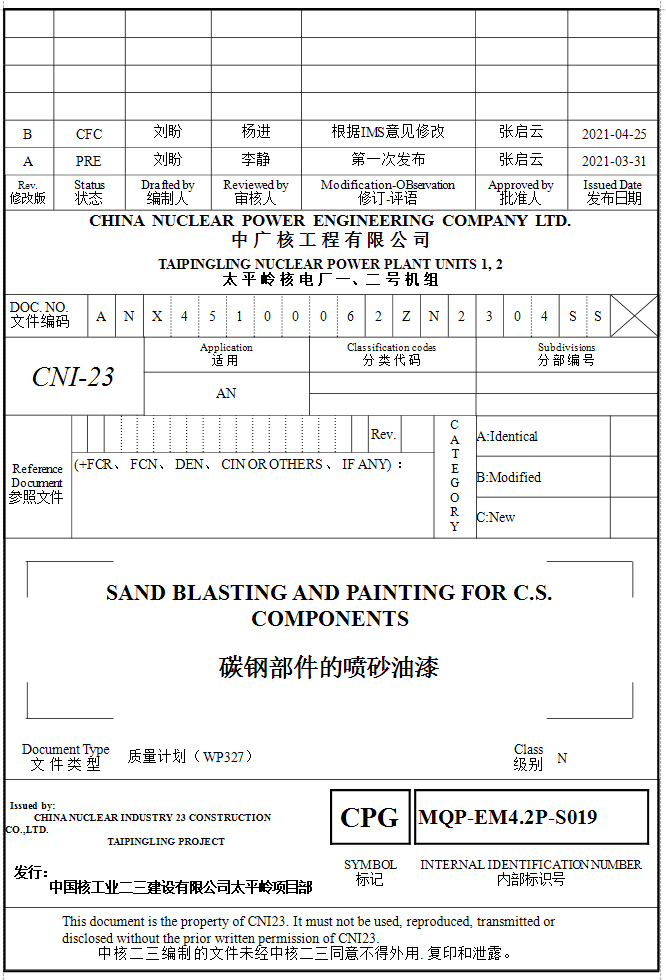 B CFC 刘盼 杨进 根据IMS意见修改 张启云 2021-04-25
A PRE 刘盼 李静 第一次发布 张启云 2021-03-31
Rev. Status Drafted by Reviewed by Modification-OBservation Approved by Issued Date
修改版 状态 编制人 审核人 修订-评语 批准人 发布日期
CHINA NUCLEAR POWER ENGINEERING COMPANY LTD.
中广核工程有限公司
TAIPINGLING NUCLEAR POWER PLANT UNITS 1, 2
太平岭核电厂一、二号机组
DOC. NO.
文件编码
A N X 4 5 1 0 0 0 6 2 Z N 2 3 0 4 S S
CNI-23
Application Classification codes Subdivisions
适用 分类代码 分部编号
AN
Reference
Document
参照文件
Rev.
(+FCR、 FCN、 DEN、 CIN OR OTHERS 、 IF ANY) ：
CATEGORY
A:Identical
B:Modified
C:New
SAND BLASTING AND PAINTING FOR C.S.
COMPONENTS
碳钢部件的喷砂油漆
Document Type
文件类型
质量计划（WP327）
Class
级别
N
Issued by:
CHINA NUCLEAR INDUSTRY 23 CONSTRUCTION
CO.,LTD.
TAIPINGLING PROJECT
发行：
中国核工业二三建设有限公司太平岭项目部
CPG MQP-EM4.2P-S019
SYMBOL INTERNAL IDENTIFICATION NUMBER
标记 内部标识号
This document is the property of CNI23. It must not be used, reproduced, transmitted or
disclosed without the prior written permission of CNI23.
中核二三编制的文件未经中核二三同意不得外用. 复印和泄露。